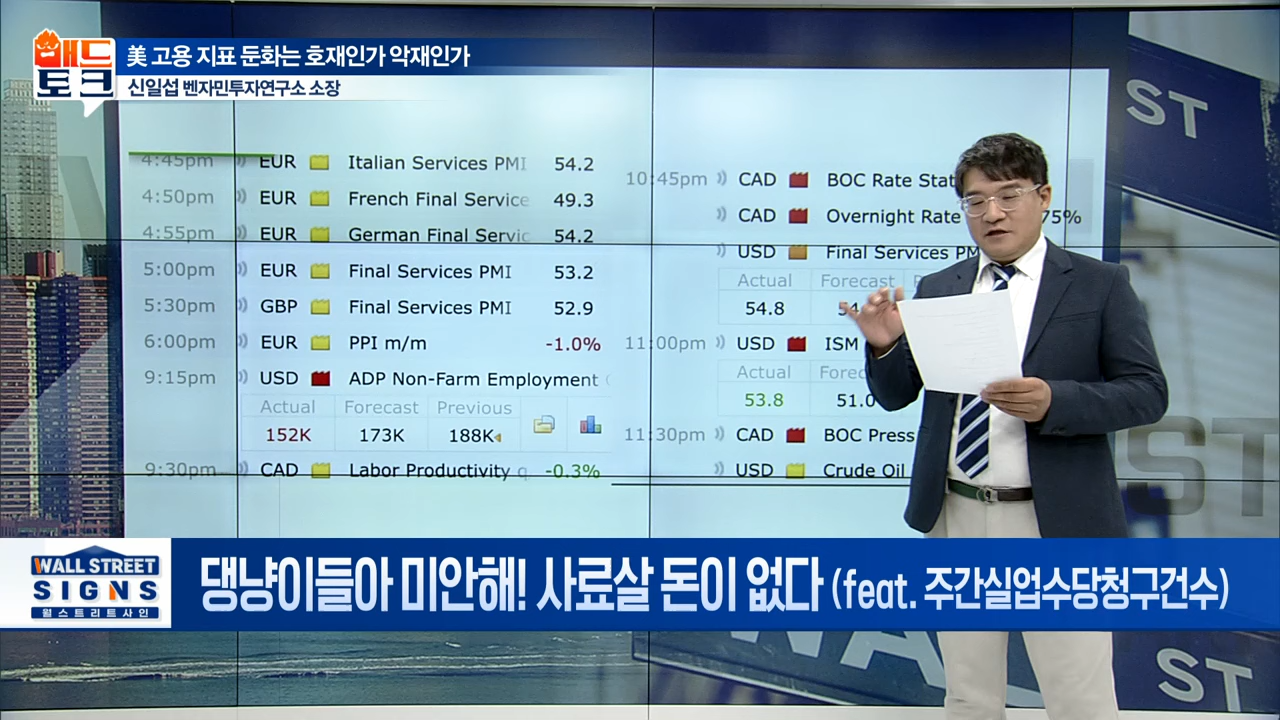 매드
토크
美 고용 지표 둔화는 호재인가 악재인가
신일섭 벤자민투자연구소 소장
4:45pm EUR Italian Services PMI 54.2
4:50pm EUR French Final Service 49.3
4:55pm EUR German Final Servic 54.2
5:00pm EUR Final Services PMI 53.2
5:30pm GBP Final Services PMI 52.9
6:00pm EUR PPI m/m -1.0%
9:15pm USD ADP Non-Farm Employment
Actual Forecast Previous
152K 173K 188K
9:30pm CAD Labor Productivity q -0.3%
10:45pm CAD BOC Rate Stat
CAD Overnight Rate 75%
USD Final Services PM
Actual Forecast
54.8
11:00pm USD ISM
Actual Forec
53.8 51.0
11:30pm CAD BOC Press
USD Crude Oil
ST
ST
WALL STREET
SIGNS
월스트리트사인
댕냥이들아 미안해! 사료살 돈이 없다 (feat. 주간실업수당청구건수)
WA
ST